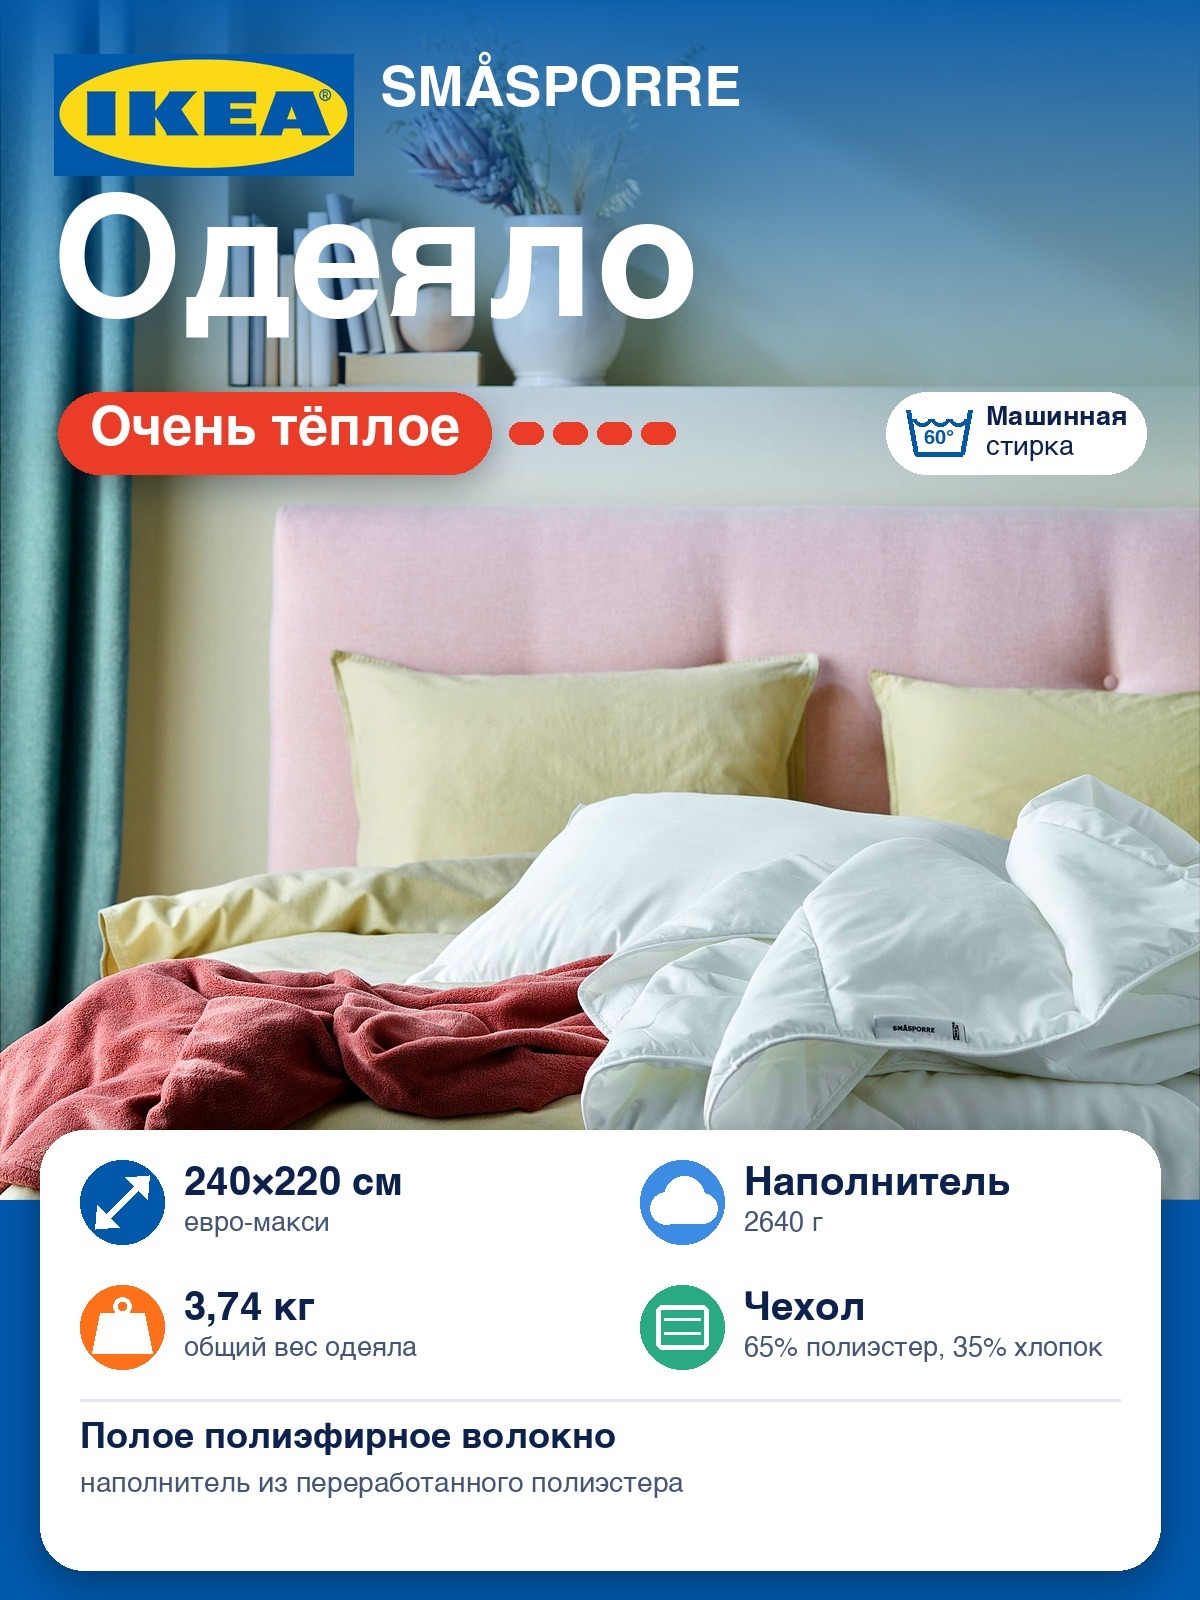 IKEA®
SMÅSPORRE
Одеяло
Очень тёплое
60°
Машинная
стирка
SMÅSPORRE
IKEA
240×220 см
евро-макси
Наполнитель
2640 г
3,74 кг
общий вес одеяла
Чехол
65% полиэстер, 35% хлопок
Полое полиэфирное волокно
наполнитель из переработанного полиэстера